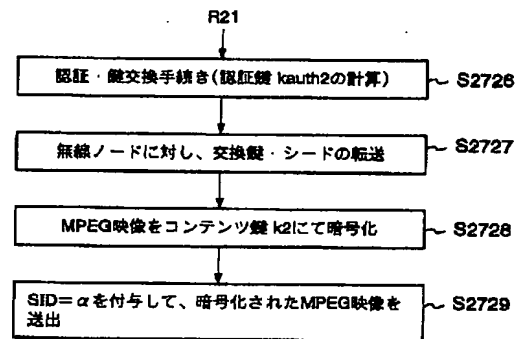 R21
認証・鍵交換手続き(認証鍵 kauth2の計算) S2726
無線ノードに対し、交換鍵・シードの転送 S2727
MPEG映像をコンテンツ鍵 k2にて暗号化 S2728
SID=αを付与して、暗号化されたMPEG映像を S2729
送出